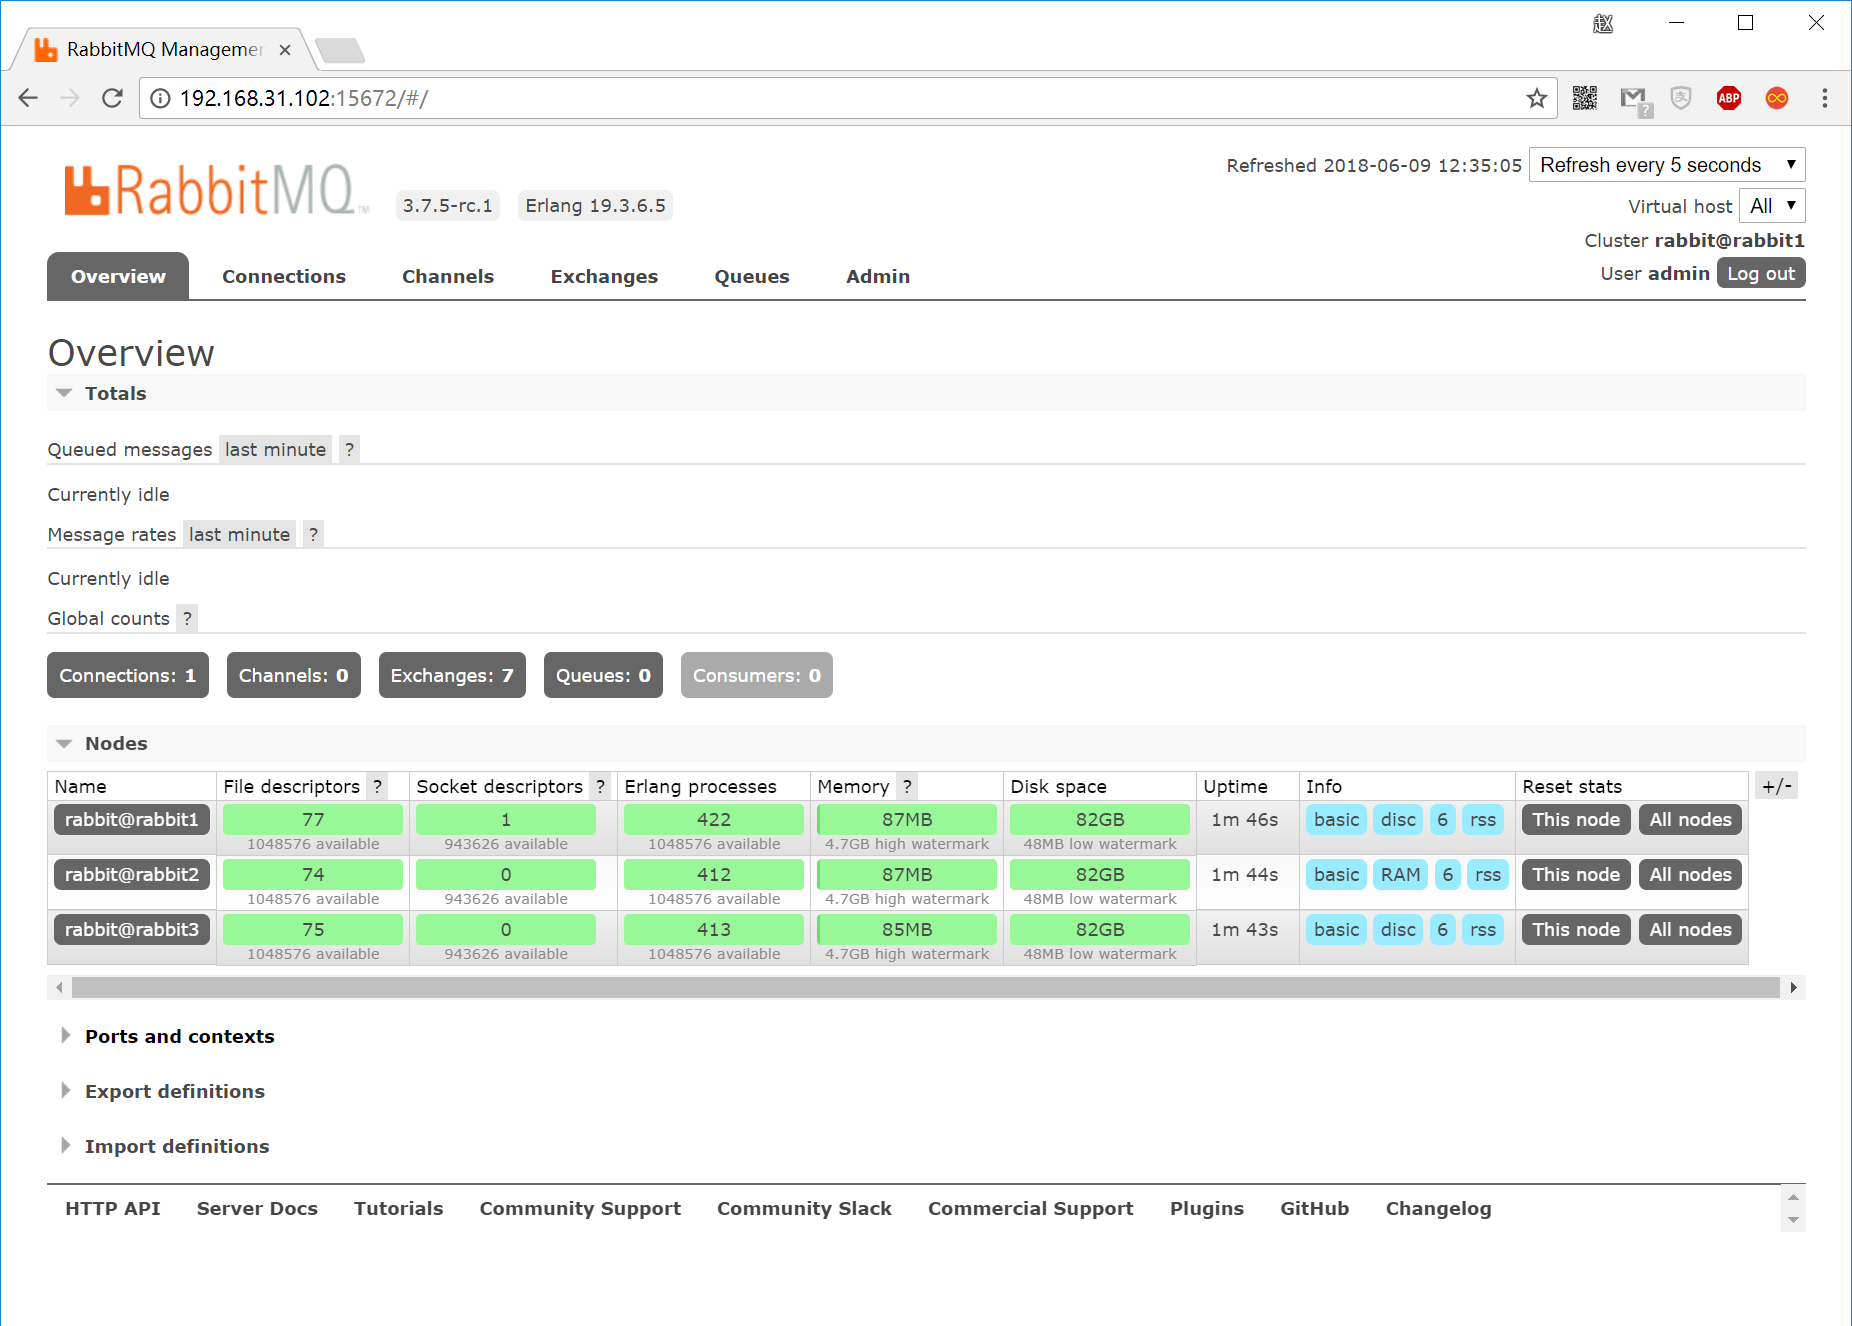 赵
RabbitMQ Managemen
192.168.31.102:15672/#/
ABP
RabbitMQ TM 3.7.5-rc.1 Erlang 19.3.6.5
Refreshed 2018-06-09 12:35:05 Refresh every 5 seconds
Virtual host All
Cluster rabbit@rabbit1
User admin Log out
Overview Connections Channels Exchanges Queues Admin
Overview
Totals
Queued messages last minute ?
Currently idle
Message rates last minute ?
Currently idle
Global counts ?
Connections: 1 Channels: 0 Exchanges: 7 Queues: 0 Consumers: 0
Nodes
Name File descriptors ? Socket descriptors ? Erlang processes Memory ? Disk space Uptime Info Reset stats +/-
rabbit@rabbit1 77 1 422 87MB 82GB 1m 46s basic disc 6 rss This node All nodes
1048576 available 943626 available 1048576 available 4.7GB high watermark 48MB low watermark
rabbit@rabbit2 74 0 412 87MB 82GB 1m 44s basic RAM 6 rss This node All nodes
1048576 available 943626 available 1048576 available 4.7GB high watermark 48MB low watermark
rabbit@rabbit3 75 0 413 85MB 82GB 1m 43s basic disc 6 rss This node All nodes
1048576 available 943626 available 1048576 available 4.7GB high watermark 48MB low watermark
Ports and contexts
Export definitions
Import definitions
HTTP API Server Docs Tutorials Community Support Community Slack Commercial Support Plugins GitHub Changelog